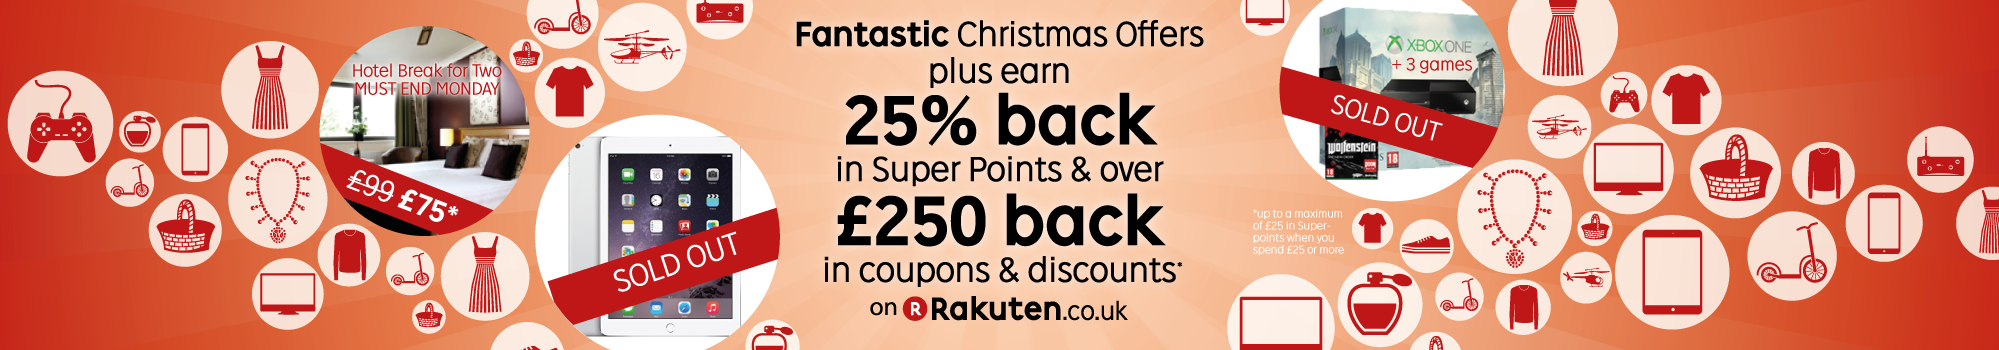 Hotel Break for Two
MUST END MONDAY
£99 £75*
SOLD OUT
Fantastic Christmas Offers
plus earn
25% back
in Super Points & over
£250 back
in coupons & discounts*
on R Rakuten.co.uk
XBOX ONE
+ 3 games
SOLD OUT
Wolfenstein
18
*up to a maximum
of £25 in Super-
points when you
spend £25 or more